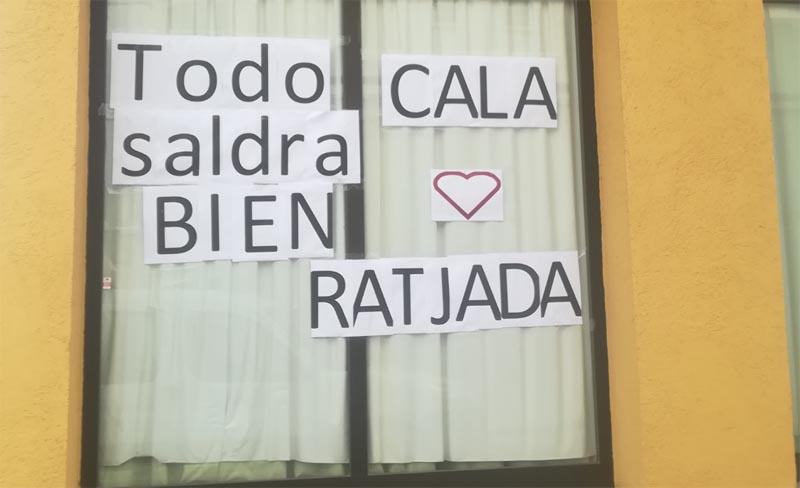 Todo
saldra
BIEN
CALA
RATJADA